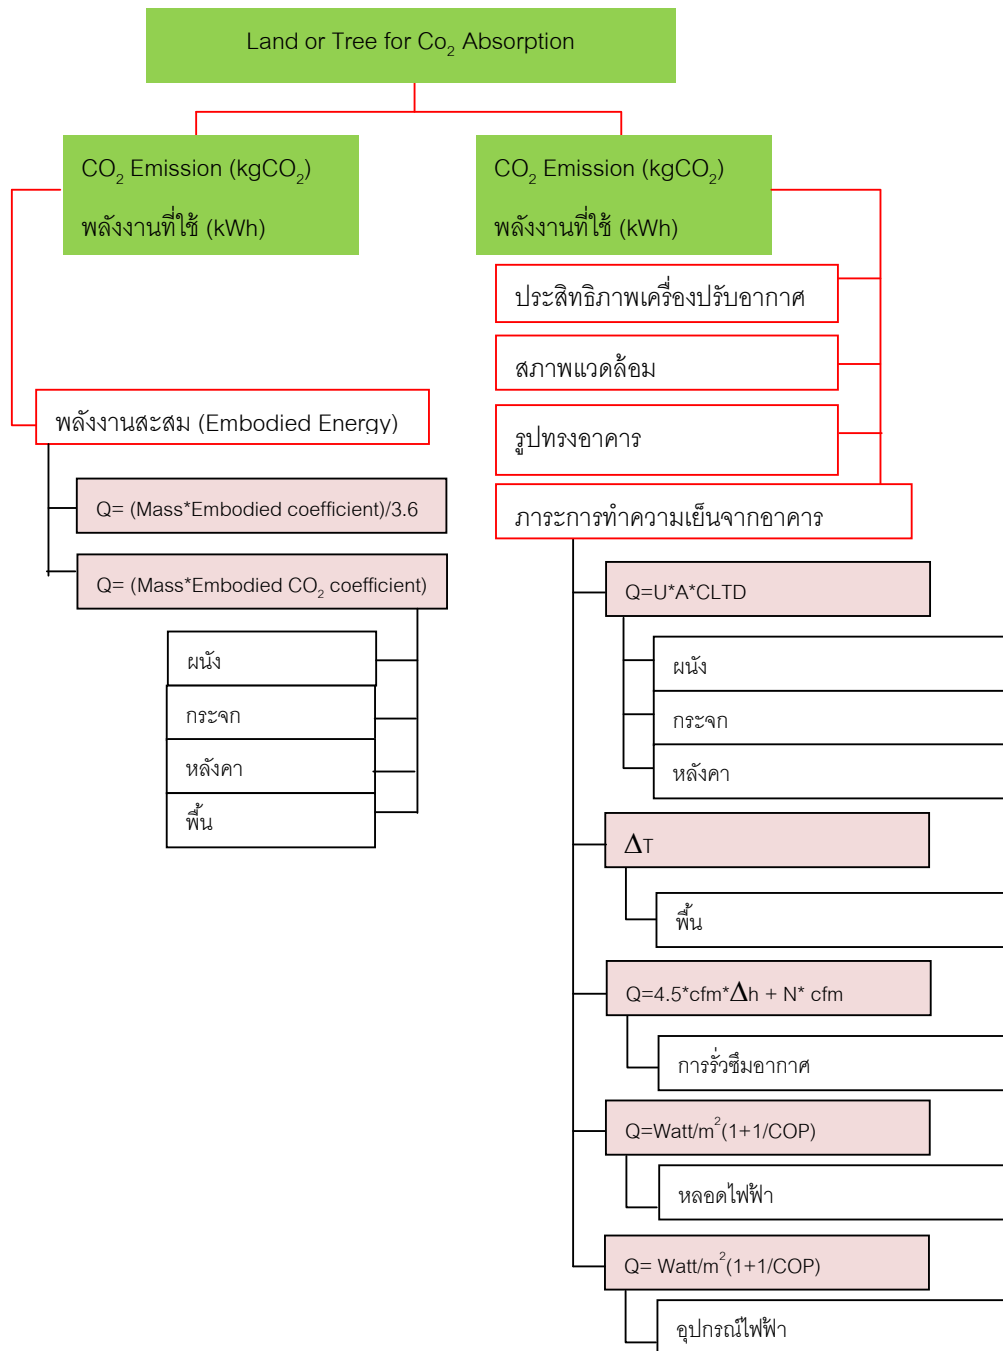 Land or Tree for Co₂ Absorption
CO₂ Emission (kgCO₂)
พลังงานที่ใช้ (kWh)
CO₂ Emission (kgCO₂)
พลังงานที่ใช้ (kWh)
พลังงานสะสม (Embodied Energy)
Q= (Mass*Embodied coefficient)/3.6
Q= (Mass*Embodied CO₂ coefficient)
ผนัง
กระจก
หลังคา
พื้น
ประสิทธิภาพเครื่องปรับอากาศ
สภาพแวดล้อม
รูปทรงอาคาร
ภาระการทำความเย็นจากอาคาร
Q=U*A*CLTD
ผนัง
กระจก
หลังคา
ΔT
พื้น
Q=4.5*cfm*Δh + N* cfm
การรั่วซึมอากาศ
Q=Watt/m²(1+1/COP)
หลอดไฟฟ้า
Q= Watt/m²(1+1/COP)
อุปกรณ์ไฟฟ้า